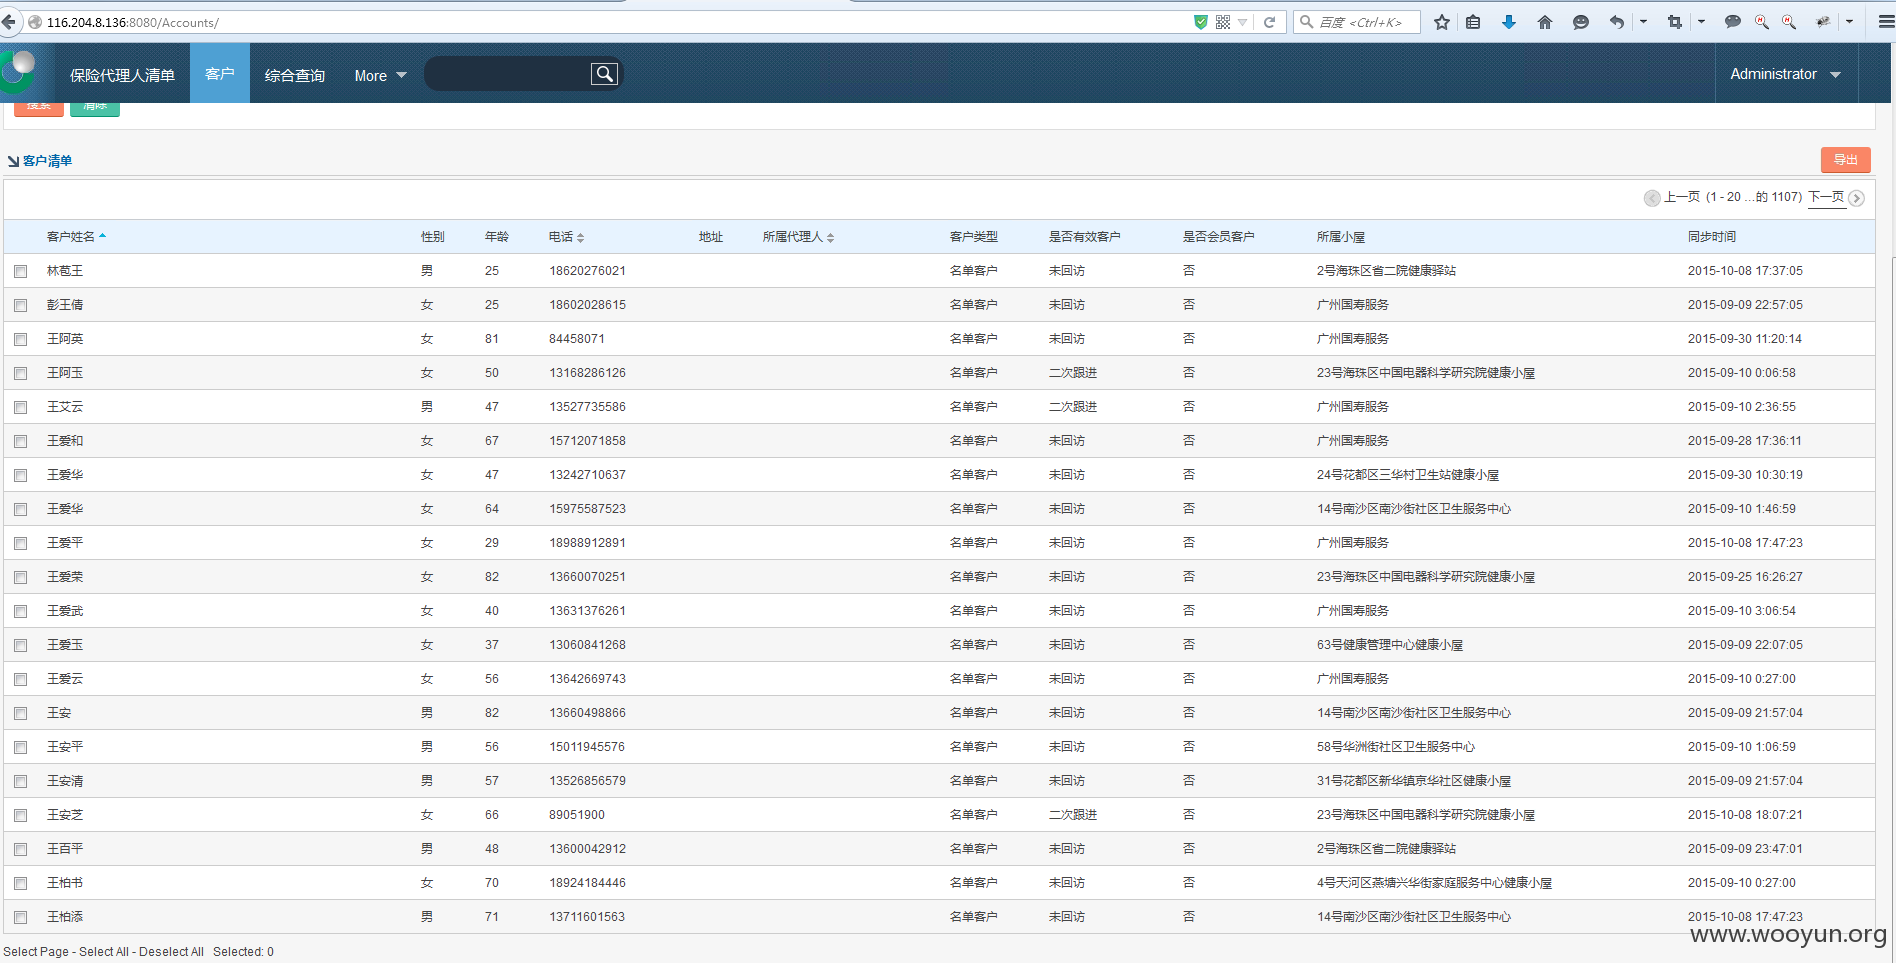 116.204.8.136:8080/Accounts/
百度 <Ctrl+K>
保险代理人清单 客户 综合查询 More Administrator
搜索 清除
客户清单 导出
上一页 (1 - 20 ...的 1107) 下一页
客户姓名 性别 年龄 电话 地址 所属代理人 客户类型 是否有效客户 是否会员客户 所属小屋 同步时间
林苞王 男 25 18620276021 名单客户 未回访 否 2号海珠区省二院健康驿站 2015-10-08 17:37:05
彭王倩 女 25 18602028615 名单客户 未回访 否 广州国寿服务 2015-09-09 22:57:05
王阿英 女 81 84458071 名单客户 未回访 否 广州国寿服务 2015-09-30 11:20:14
王阿玉 女 50 13168286126 名单客户 二次跟进 否 23号海珠区中国电器科学研究院健康小屋 2015-09-10 0:06:58
王艾云 男 47 13527735586 名单客户 二次跟进 否 广州国寿服务 2015-09-10 2:36:55
王爱和 女 67 15712071858 名单客户 未回访 否 广州国寿服务 2015-09-28 17:36:11
王爱华 女 47 13242710637 名单客户 未回访 否 24号花都区三华村卫生站健康小屋 2015-09-30 10:30:19
王爱华 女 64 15975587523 名单客户 未回访 否 14号南沙区南沙街社区卫生服务中心 2015-09-10 1:46:59
王爱平 女 29 18988912891 名单客户 未回访 否 广州国寿服务 2015-10-08 17:47:23
王爱荣 女 82 13660070251 名单客户 未回访 否 23号海珠区中国电器科学研究院健康小屋 2015-09-25 16:26:27
王爱武 女 40 13631376261 名单客户 未回访 否 广州国寿服务 2015-09-10 3:06:54
王爱玉 女 37 13060841268 名单客户 未回访 否 63号健康管理中心健康小屋 2015-09-09 22:07:05
王爱云 女 56 13642669743 名单客户 未回访 否 广州国寿服务 2015-09-10 0:27:00
王安 男 82 13660498866 名单客户 未回访 否 14号南沙区南沙街社区卫生服务中心 2015-09-09 21:57:04
王安平 男 56 15011945576 名单客户 未回访 否 58号华洲街社区卫生服务中心 2015-09-10 1:06:59
王安清 男 57 13526856579 名单客户 未回访 否 31号花都区新华镇京华社区健康小屋 2015-09-09 21:57:04
王安芝 女 66 89051900 名单客户 二次跟进 否 23号海珠区中国电器科学研究院健康小屋 2015-10-08 18:07:21
王百平 男 48 13600042912 名单客户 未回访 否 2号海珠区省二院健康驿站 2015-09-09 23:47:01
王柏书 女 70 18924184446 名单客户 未回访 否 4号天河区燕塘兴华街家庭服务中心健康小屋 2015-09-10 0:27:00
王柏添 男 71 13711601563 名单客户 未回访 否 14号南沙区南沙街社区卫生服务中心 2015-10-08 17:47:23
www.wooyun.org
Select Page - Select All - Deselect All Selected: 0